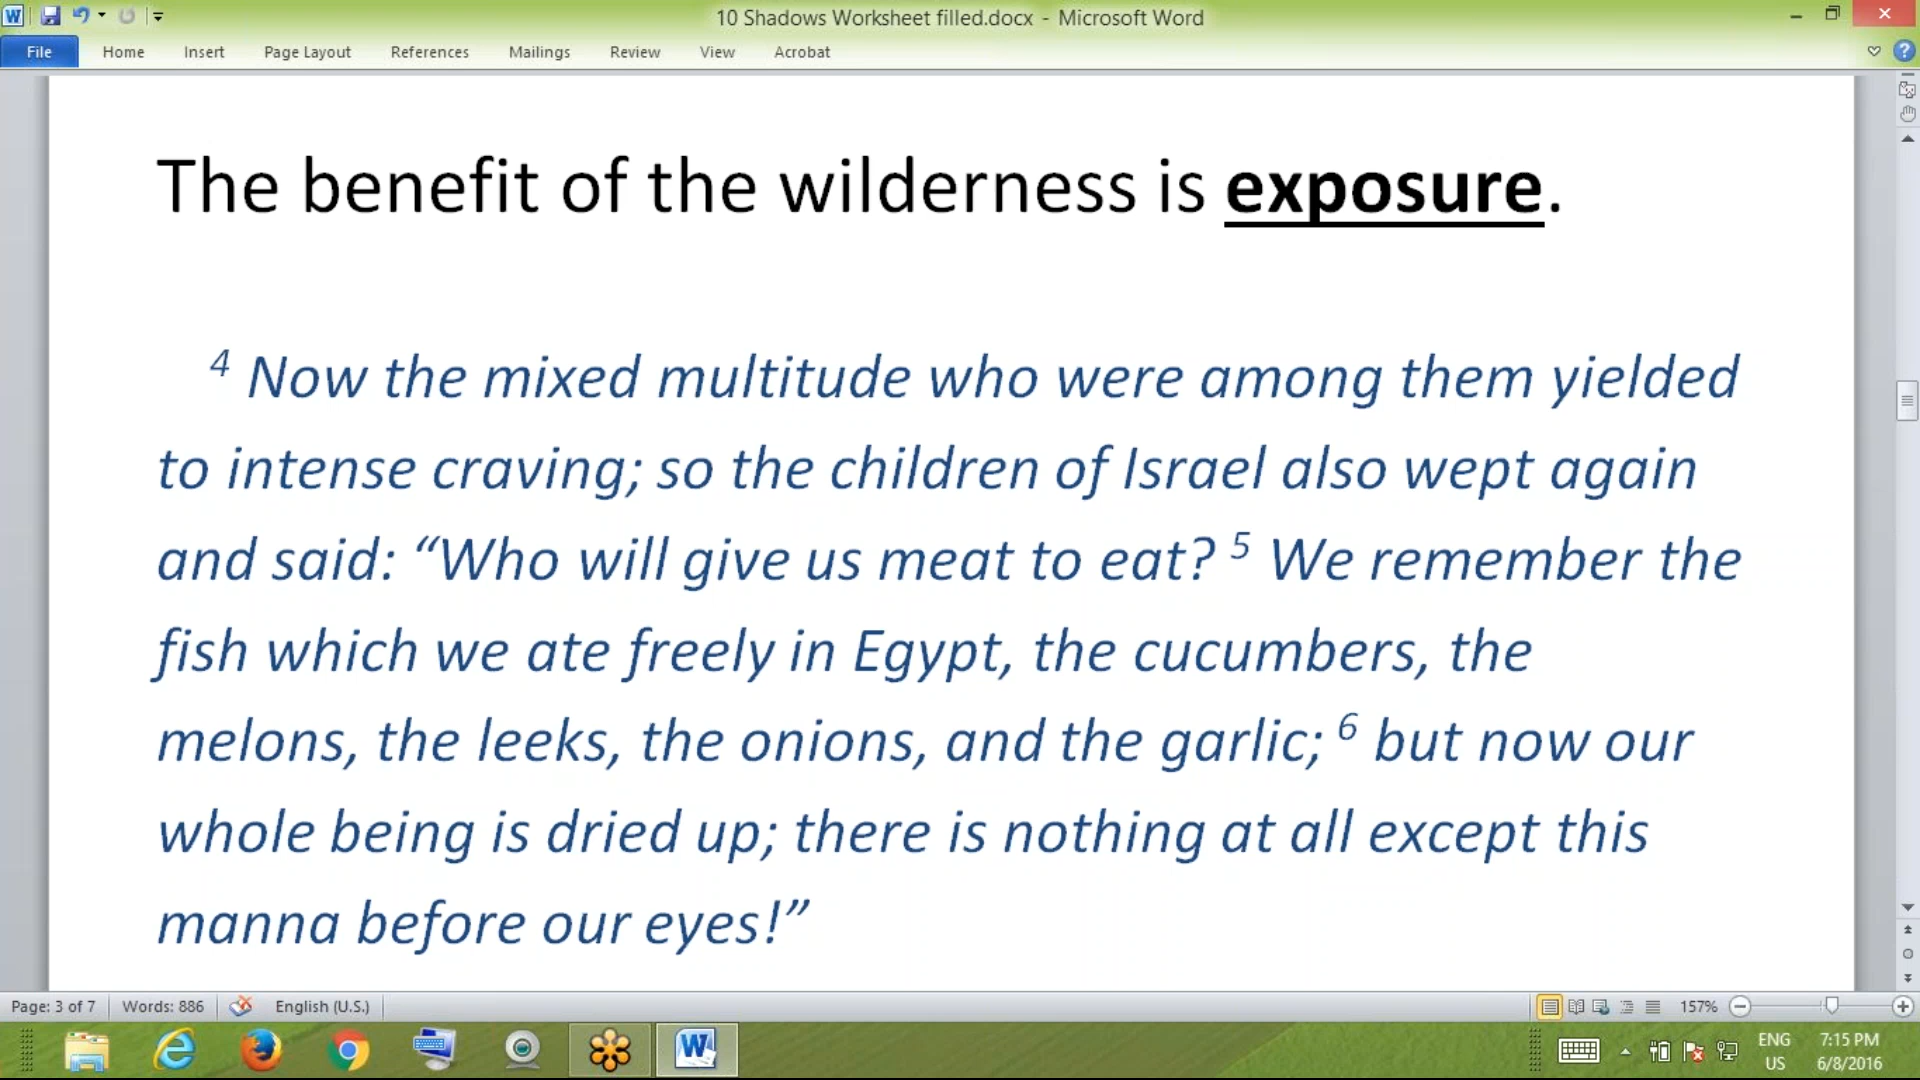 10 Shadows Worksheet filled.docx - Microsoft Word
File Home Insert Page Layout References Mailings Review View Acrobat
The benefit of the wilderness is exposure.
4 Now the mixed multitude who were among them yielded
to intense craving; so the children of Israel also wept again
and said: “Who will give us meat to eat? 5 We remember the
fish which we ate freely in Egypt, the cucumbers, the
melons, the leeks, the onions, and the garlic; 6 but now our
whole being is dried up; there is nothing at all except this
manna before our eyes!”
Page: 3 of 7 Words: 886 English (U.S.) 157%
ENG 7:15 PM
US 6/8/2016